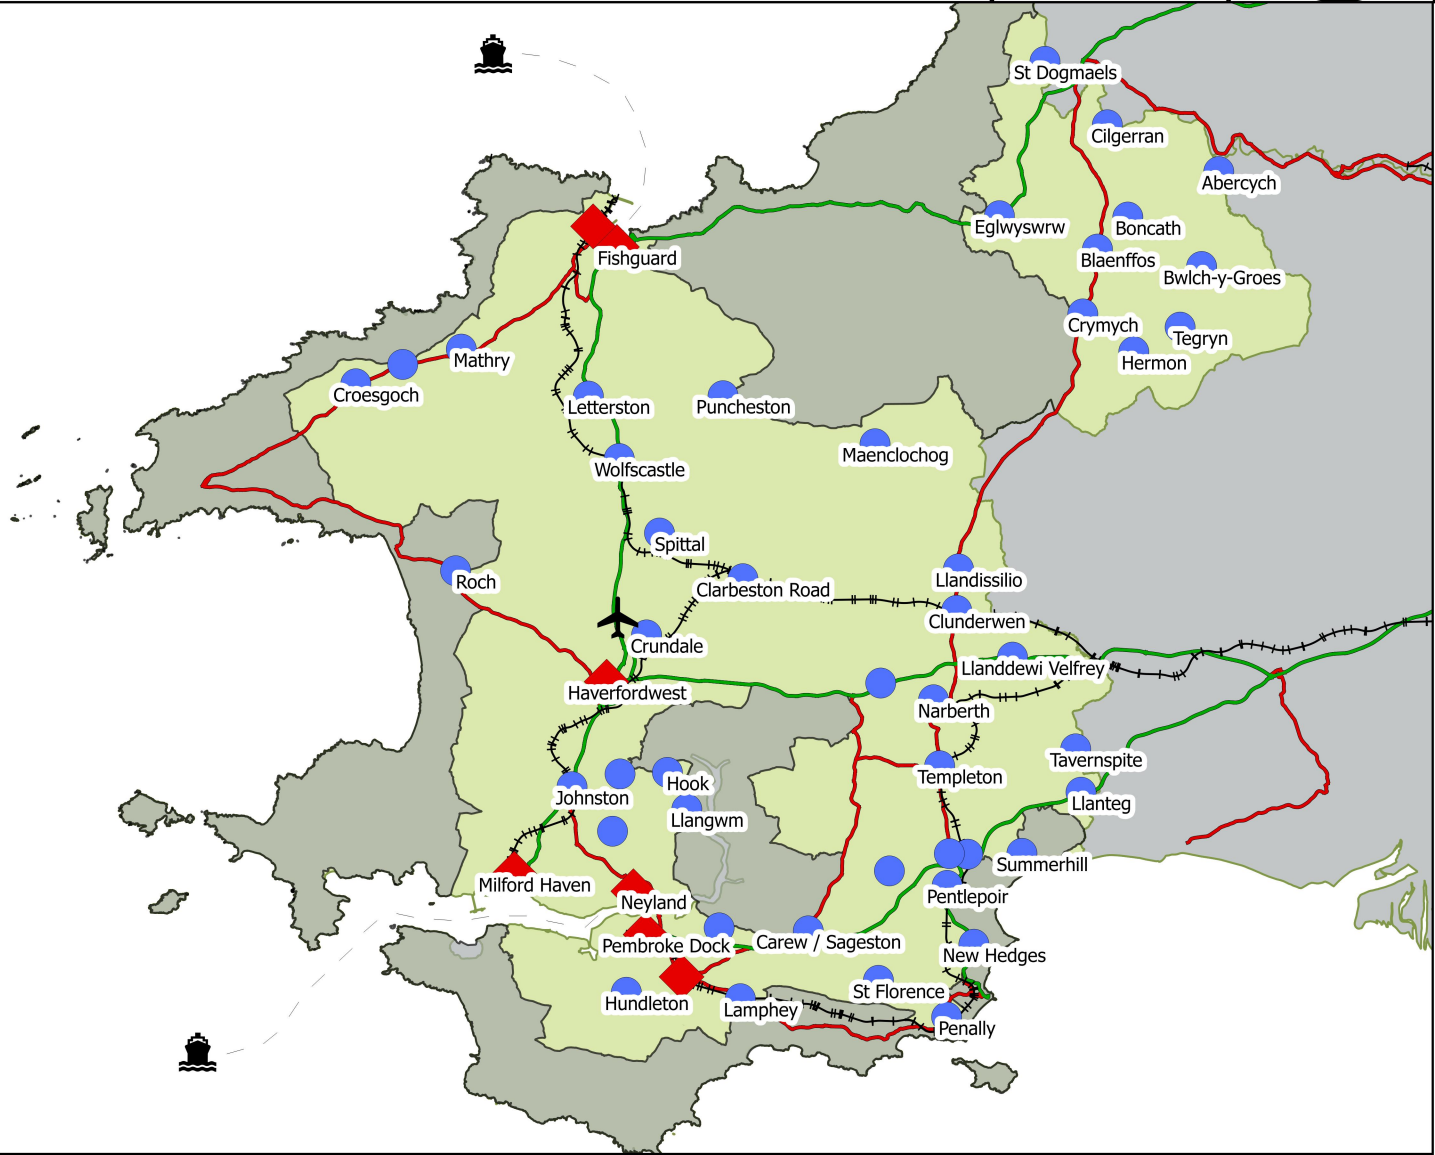 St Dogmaels
Cilgerran
Abercych
Eglwyswrw
Boncath
Fishguard
Blaenffos
Bwlch-y-Groes
Crymych
Tegryn
Mathry
Hermon
Croesgoch
Letterston
Puncheston
Maenclochog
Wolfscastle
Spittal
Roch
Clarbeston Road
Llandissilio
Clunderwen
Crundale
Llanddewi Velfrey
Haverfordwest
Narberth
Tavernspite
Templeton
Hook
Johnston
Llanteg
Llangwm
Summerhill
Milford Haven
Pentlepoir
Neyland
Pembroke Dock
Carew / Sageston
New Hedges
St Florence
Hundleton
Lamphey
Penally